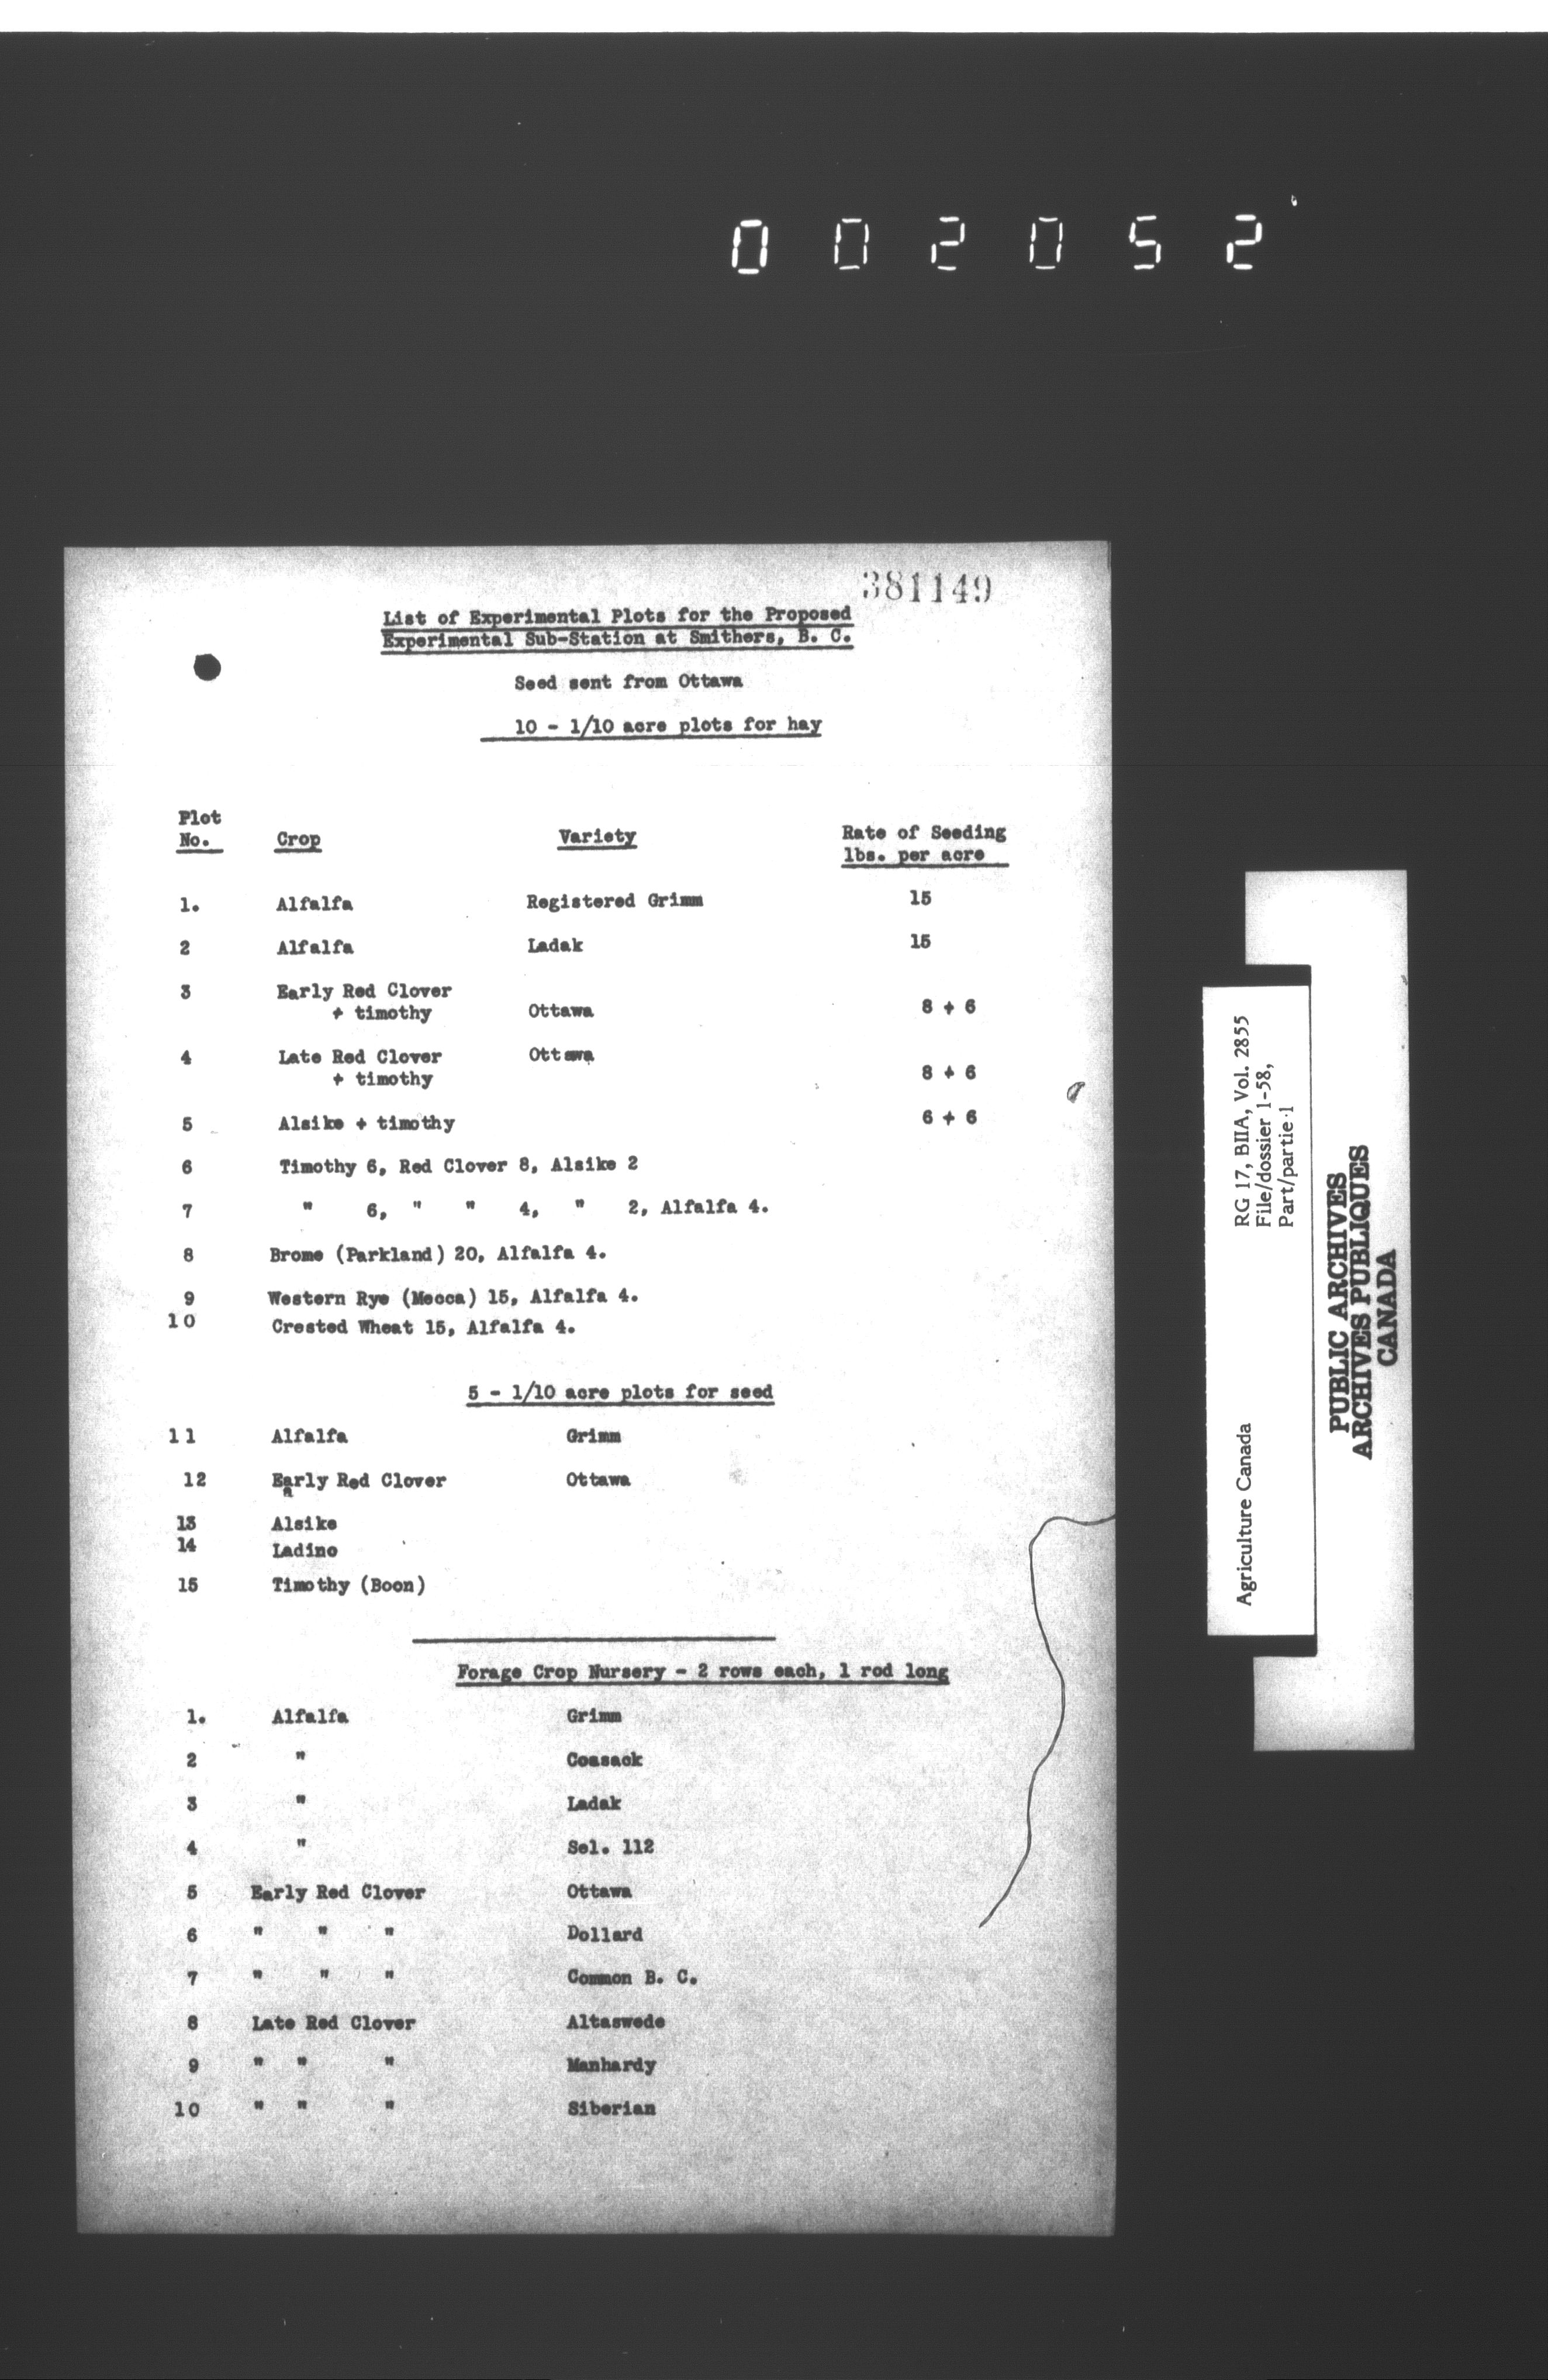 002052
381149
List of Experimental Plots for the Proposed
Experimental Sub-Station at Smithers, B. C.
Seed sent from Ottawa
10 - 1/10 acre plots for hay
Plot
No. Crop Variety Rate of Seeding
lbs. per acre
1. Alfalfa Registered Grimm 15
2 Alfalfa Ladak 15
3 Early Red Clover
+ timothy Ottawa 8 + 6
4 Late Red Clover Ottawa
+ timothy 8 + 6
5 Alsike + timothy 6 + 6
6 Timothy 6, Red Clover 8, Alsike 2
7 " 6, " " 4, " 2, Alfalfa 4.
8 Brome (Parkland) 20, Alfalfa 4.
9 Western Rye (Mecca) 15, Alfalfa 4.
10 Crested Wheat 15, Alfalfa 4.
5 - 1/10 acre plots for seed
11 Alfalfa Grimm
12 Early Red Clover Ottawa
13 Alsike
14 Ladino
15 Timothy (Boon)
Forage Crop Nursery - 2 rows each, 1 rod long
1. Alfalfa Grimm
2 " Coasack
3 " Ladak
4 " Sel. 112
5 Early Red Clover Ottawa
6 " " " Dollard
7 " " " Common B. C.
8 Late Red Clover Altaswede
9 " " " Manhardy
10 " " " Siberian
Agriculture Canada RG 17, BIIA, Vol. 2855
File/dossier 1-58,
Part/partie 1
PUBLIC ARCHIVES
ARCHIVES PUBLIQUES
CANADA